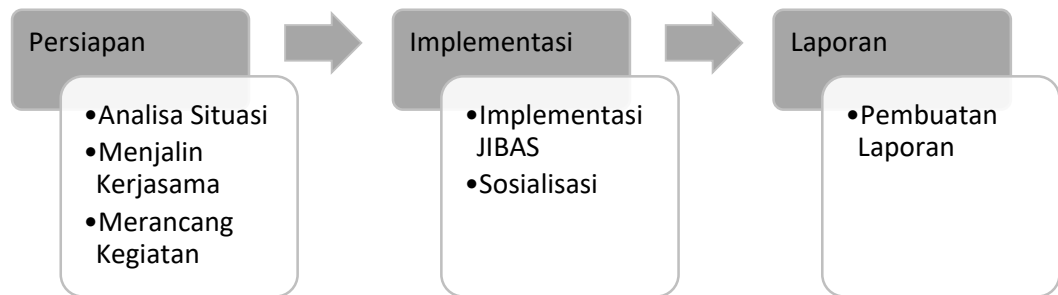 Persiapan
•Analisa Situasi
•Menjalin
Kerjasama
•Merancang
Kegiatan
Implementasi
•Implementasi
JIBAS
•Sosialisasi
Laporan
•Pembuatan
Laporan